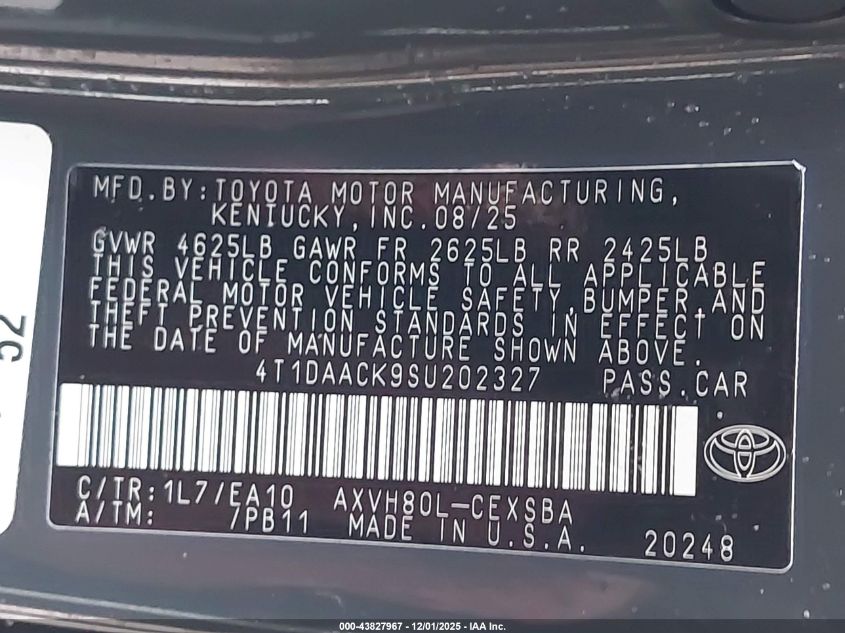 MFD.BY:TOYOTA MOTOR MANUFACTURING,
KENTUCKY,INC.08/25
GVWR 4625LB GAWR FR 2625LB RR 2425LB
THIS VEHICLE CONFORMS TO ALL APPLICABLE
FEDERAL MOTOR VEHICLE SAFETY,BUMPER,AND
THEFT PREVENTION STANDARDS IN EFFECT ON
THE DATE OF MANUFACTURE SHOWN ABOVE.
4T1DAACK9SU202327 PASS.CAR
C/TR:1L7/EA10 AXVH80L-CEXSBA
A/TM: /PB11 MADE IN U.S.A. 20248
52
000-43827967 - 12/01/2025 - IAA Inc.